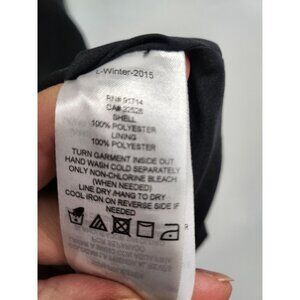 -Winter-2015
RN# 91714
CA# 22526
SHELL
100% POLYESTER
LINING
100% POLYESTER
TURN GARMENT INSIDE OUT
HAND WASH COLD SEPARATELY
ONLY NON-CHLORINE BLEACH
(WHEN NEEDED)
LINE DRY /HANG TO DRY
COOL IRON ON REVERSE SIDE IF
NEEDED
R